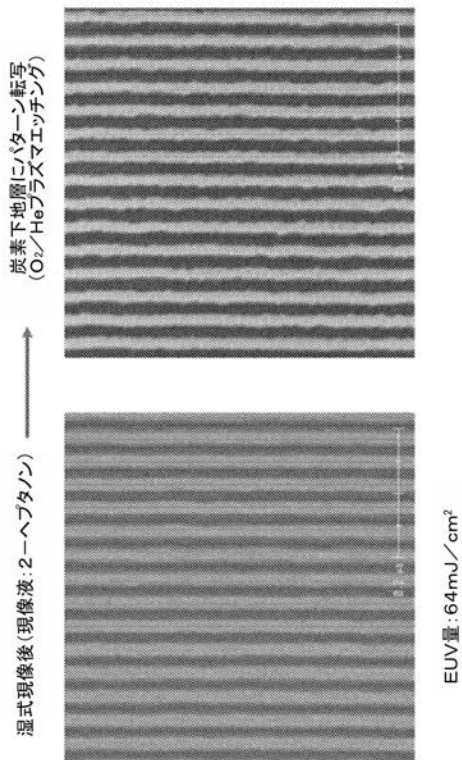 湿式現像後(現像液:2-ヘプタノン)
炭素下地層にパターン転写
(O₂/Heプラズマエッチング)
EUV量:64mJ/cm²